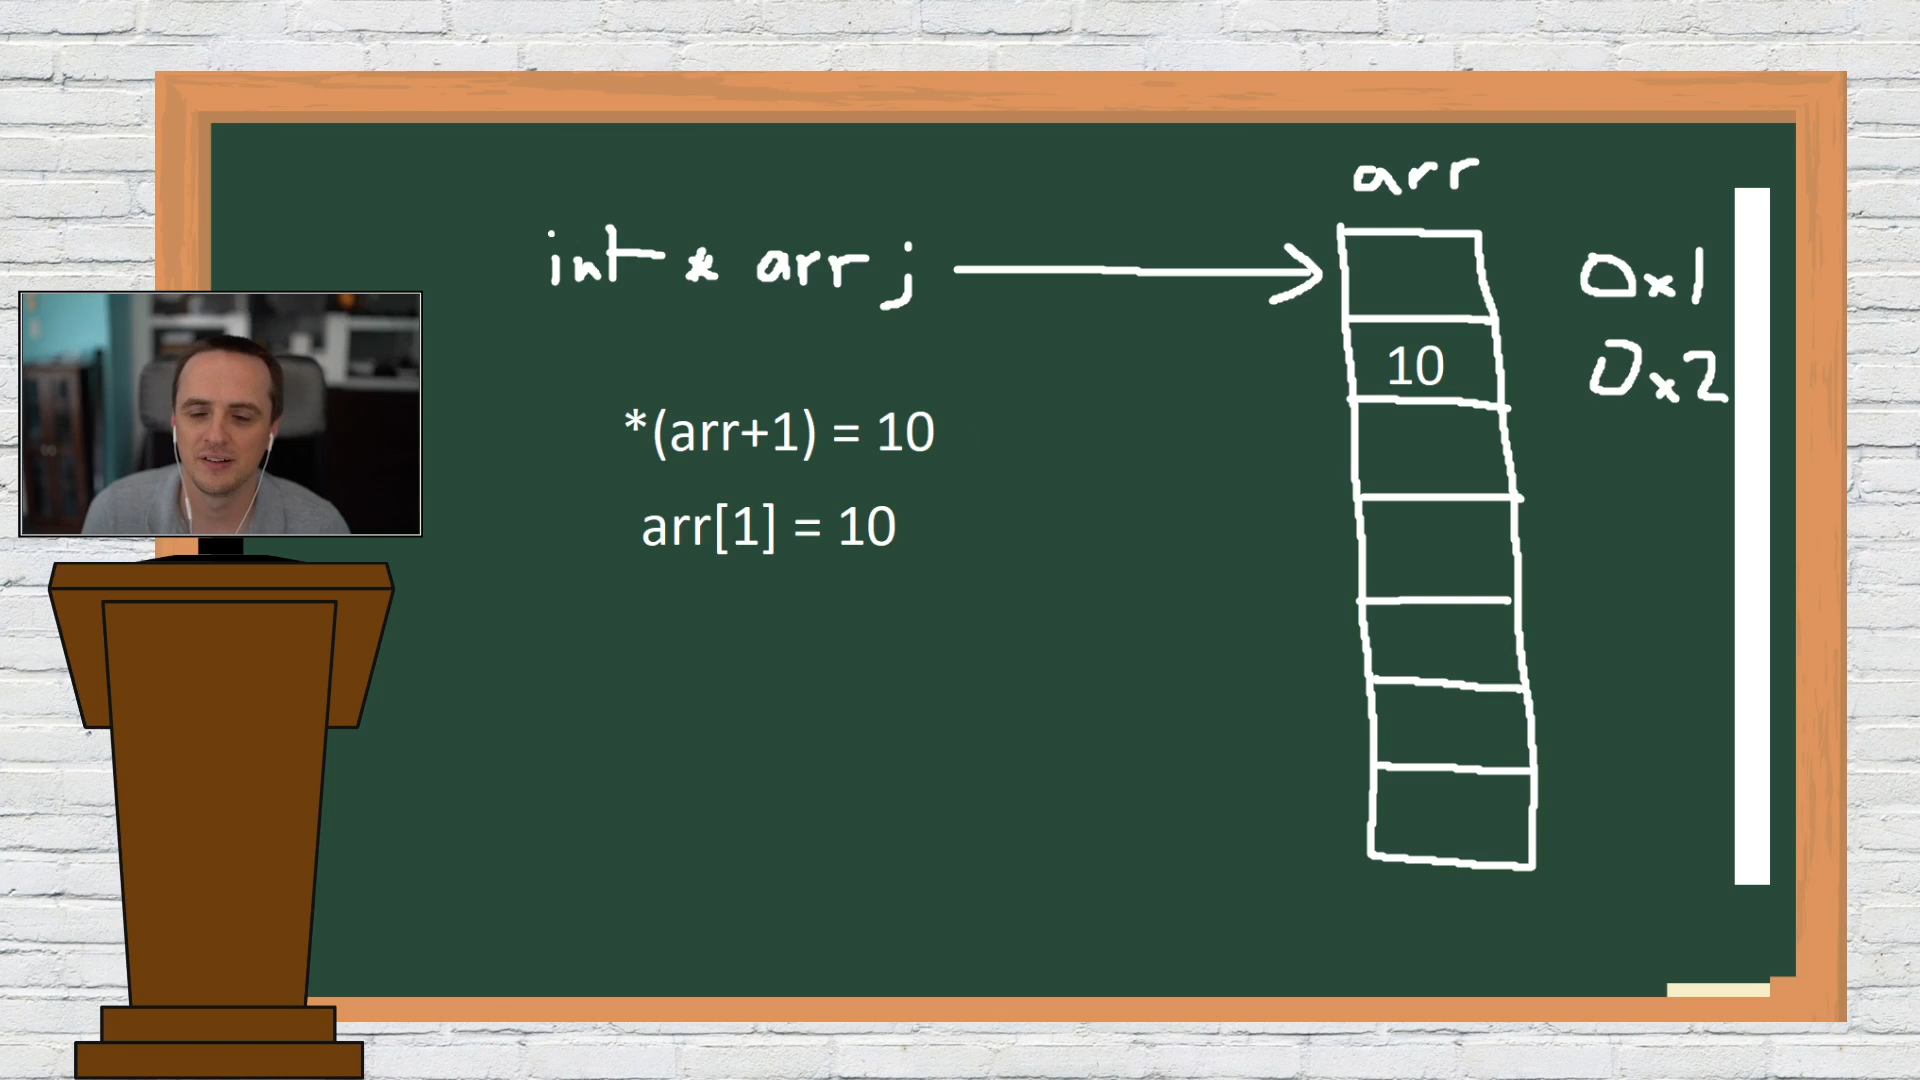 arr
int * arr;
0x1
10
0x2
*(arr+1) = 10
arr[1] = 10